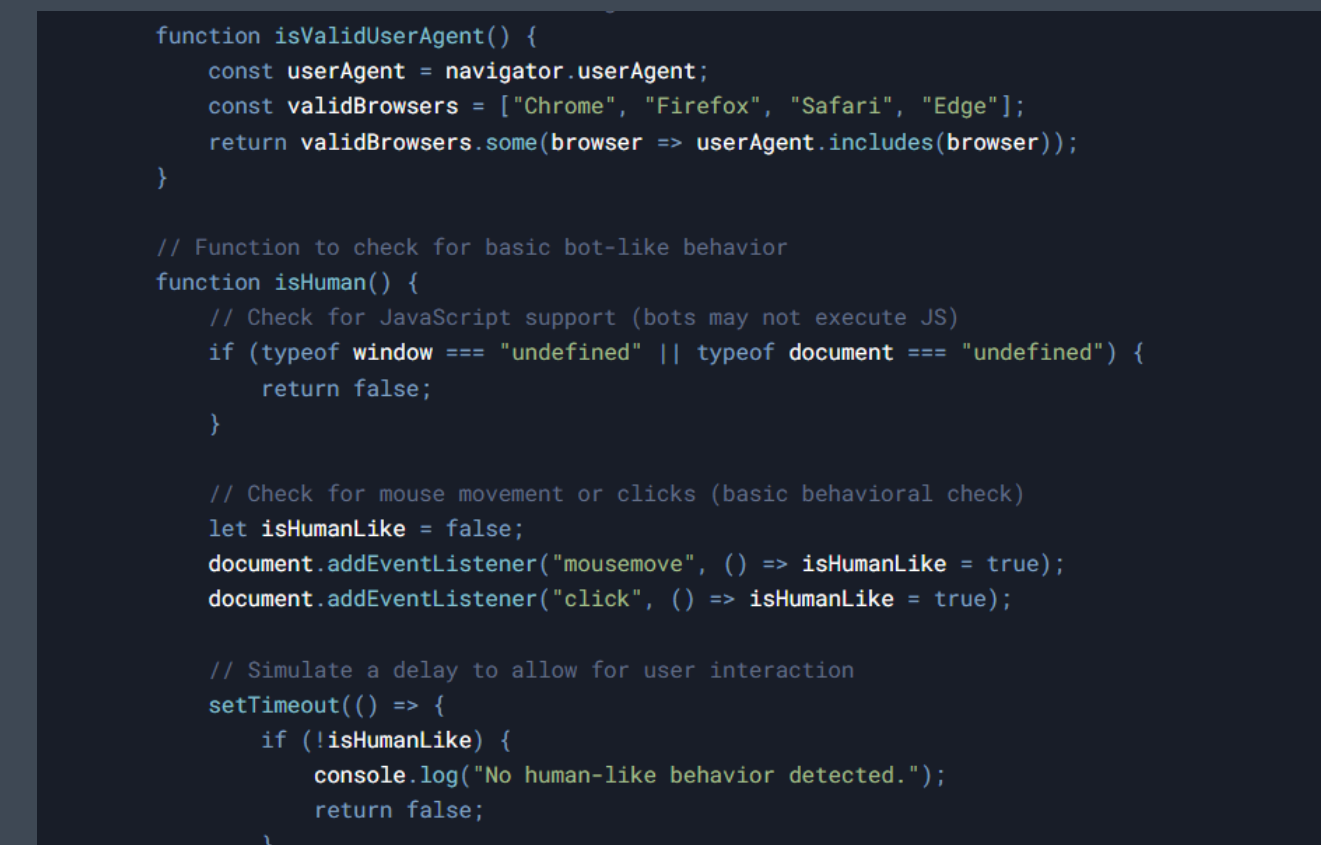 function isValidUserAgent() {
    const userAgent = navigator.userAgent;
    const validBrowsers = ["Chrome", "Firefox", "Safari", "Edge"];
    return validBrowsers.some(browser => userAgent.includes(browser));
}

// Function to check for basic bot-like behavior
function isHuman() {
    // Check for JavaScript support (bots may not execute JS)
    if (typeof window === "undefined" || typeof document === "undefined") {
        return false;
    }

    // Check for mouse movement or clicks (basic behavioral check)
    let isHumanLike = false;
    document.addEventListener("mousemove", () => isHumanLike = true);
    document.addEventListener("click", () => isHumanLike = true);

    // Simulate a delay to allow for user interaction
    setTimeout(() => {
        if (!isHumanLike) {
            console.log("No human-like behavior detected.");
            return false;
        }